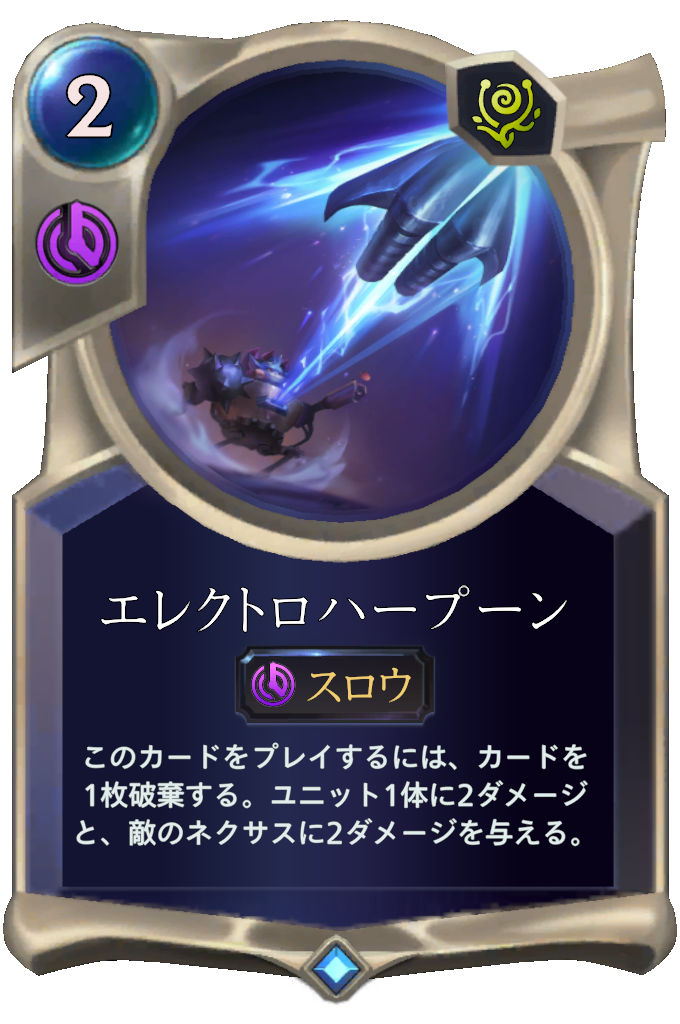 2
エレクトロハープーン
スロウ
このカードをプレイするには、カードを
1枚破棄する。ユニット1体に2ダメージ
と、敵のネクサスに2ダメージを与える。